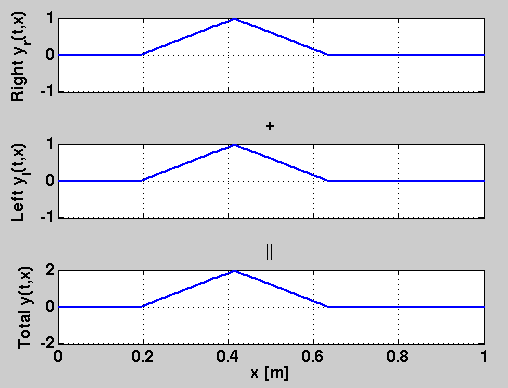 Right y_r(t,x)
1
0
-1
+
Left y_l(t,x)
1
0
-1
||
Total y(t,x)
2
0
-2
0 0.2 0.4 0.6 0.8 1
x [m]